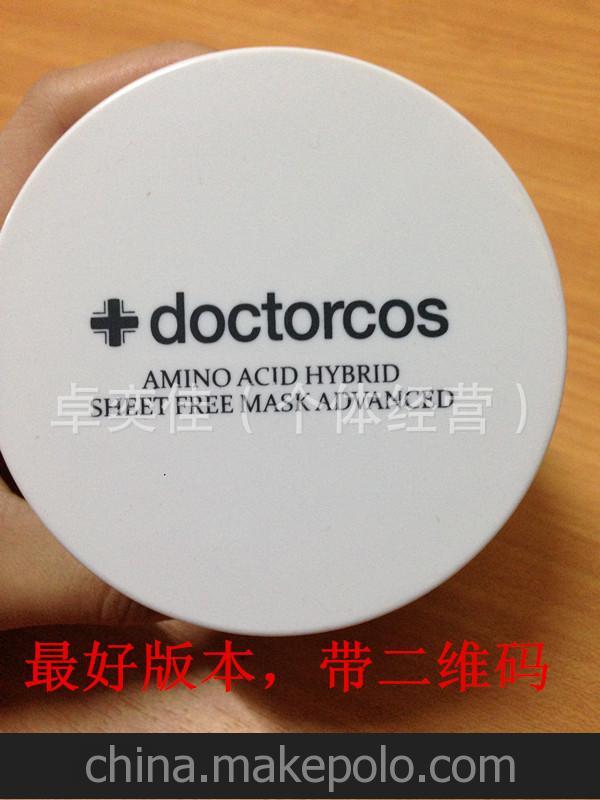 doctorcos
AMINO ACID HYBRID
SHEET FREE MASK ADVANCED
卓奕佳（个体经营）
最好版本，带二维码
china.makepolo.com